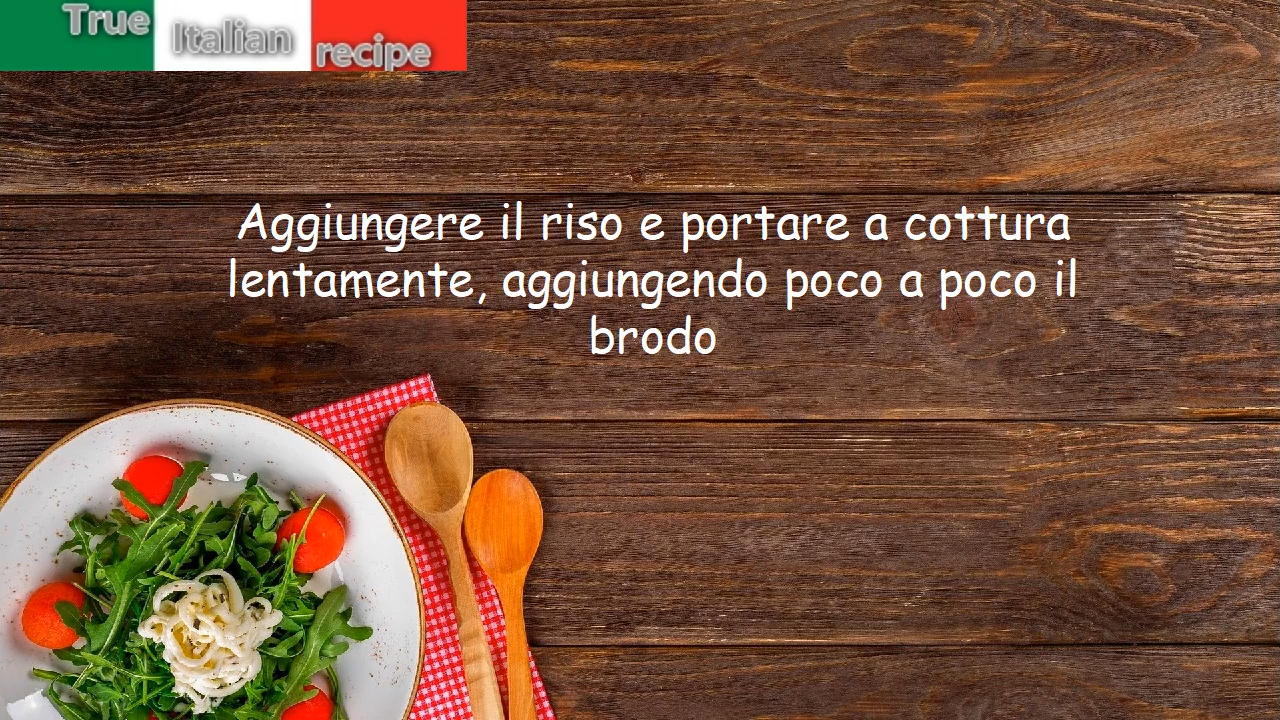 True Italian recipe
Aggiungere il riso e portare a cottura
lentamente, aggiungendo poco a poco il
brodo